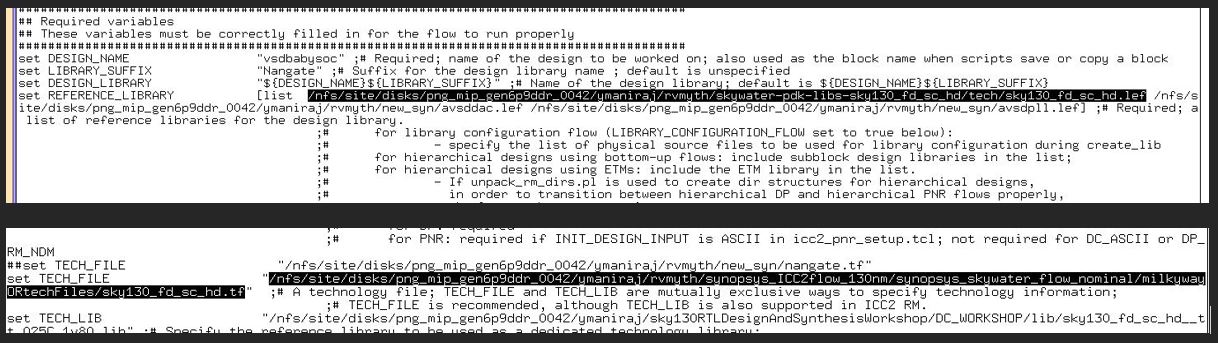 ################################################################################
## Required variables
## These variables must be correctly filled in for the flow to run properly
################################################################################
set DESIGN_NAME "vsdbabysoc" ;# Required; name of the design to be worked on; also used as the block name when scripts save or copy a block
set LIBRARY_SUFFIX "Nangate" ;# Suffix for the design library name ; default is unspecified
set DESIGN_LIBRARY "${DESIGN_NAME}${LIBRARY_SUFFIX}" ;# Name of the design library; default is ${DESIGN_NAME}${LIBRARY_SUFFIX}
set REFERENCE_LIBRARY [list /nfs/site/disks/png_mip_gen6p9ddr_0042/ymaniraj/rvmyth/skywater-pdk-libs-sky130_fd_sc_hd/tech/sky130_fd_sc_hd.lef /nfs/s
ite/disks/png_mip_gen6p9ddr_0042/ymaniraj/rvmyth/new_syn/avsddac.lef /nfs/site/disks/png_mip_gen6p9ddr_0042/ymaniraj/rvmyth/new_syn/avsdpll.lef] ;# Required; a
list of reference libraries for the design library.
;# for library configuration flow (LIBRARY_CONFIGURATION_FLOW set to true below):
;# - specify the list of physical source files to be used for library configuration during create_lib
;# for hierarchical designs using bottom-up flows: include subblock design libraries in the list;
;# for hierarchical designs using ETMs: include the ETM library in the list.
;# - If unpack_rm_dirs.pl is used to create dir structures for hierarchical designs,
;# in order to transition between hierarchical DP and hierarchical PNR flows properly,
;# for PNR: required if INIT_DESIGN_INPUT is ASCII in icc2_pnr_setup.tcl; not required for DC_ASCII or DP_
RM_NDM
##set TECH_FILE "/nfs/site/disks/png_mip_gen6p9ddr_0042/ymaniraj/rvmyth/new_syn/nangate.tf"
set TECH_FILE "/nfs/site/disks/png_mip_gen6p9ddr_0042/ymaniraj/rvmyth/synopsys_ICC2flow_130nm/synopsys_skywater_flow_nominal/milkyway
ORtechFiles/sky130_fd_sc_hd.tf" ;# A technology file; TECH_FILE and TECH_LIB are mutually exclusive ways to specify technology information;
;# TECH_FILE is recommended, although TECH_LIB is also supported in ICC2 RM.
set TECH_LIB "/nfs/site/disks/png_mip_gen6p9ddr_0042/ymaniraj/sky130RTLDesignAndSynthesisWorkshop/DC_WORKSHOP/lib/sky130_fd_sc_hd__t
t_025C_1v80.lib" ;# Specify the reference library to be used as a dedicated technology library;